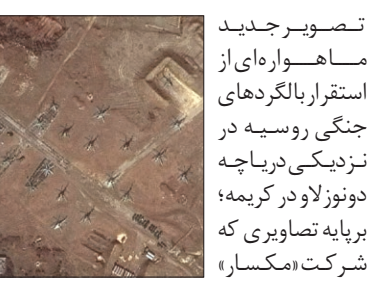 تصویر جدید
ماهواره‌ای از
استقرار بالگردهای
جنگی روسیه در
نزدیکی دریاچه
دونوزلاو در کریمه؛
برپایه تصاویری که
شرکت «مکسار»